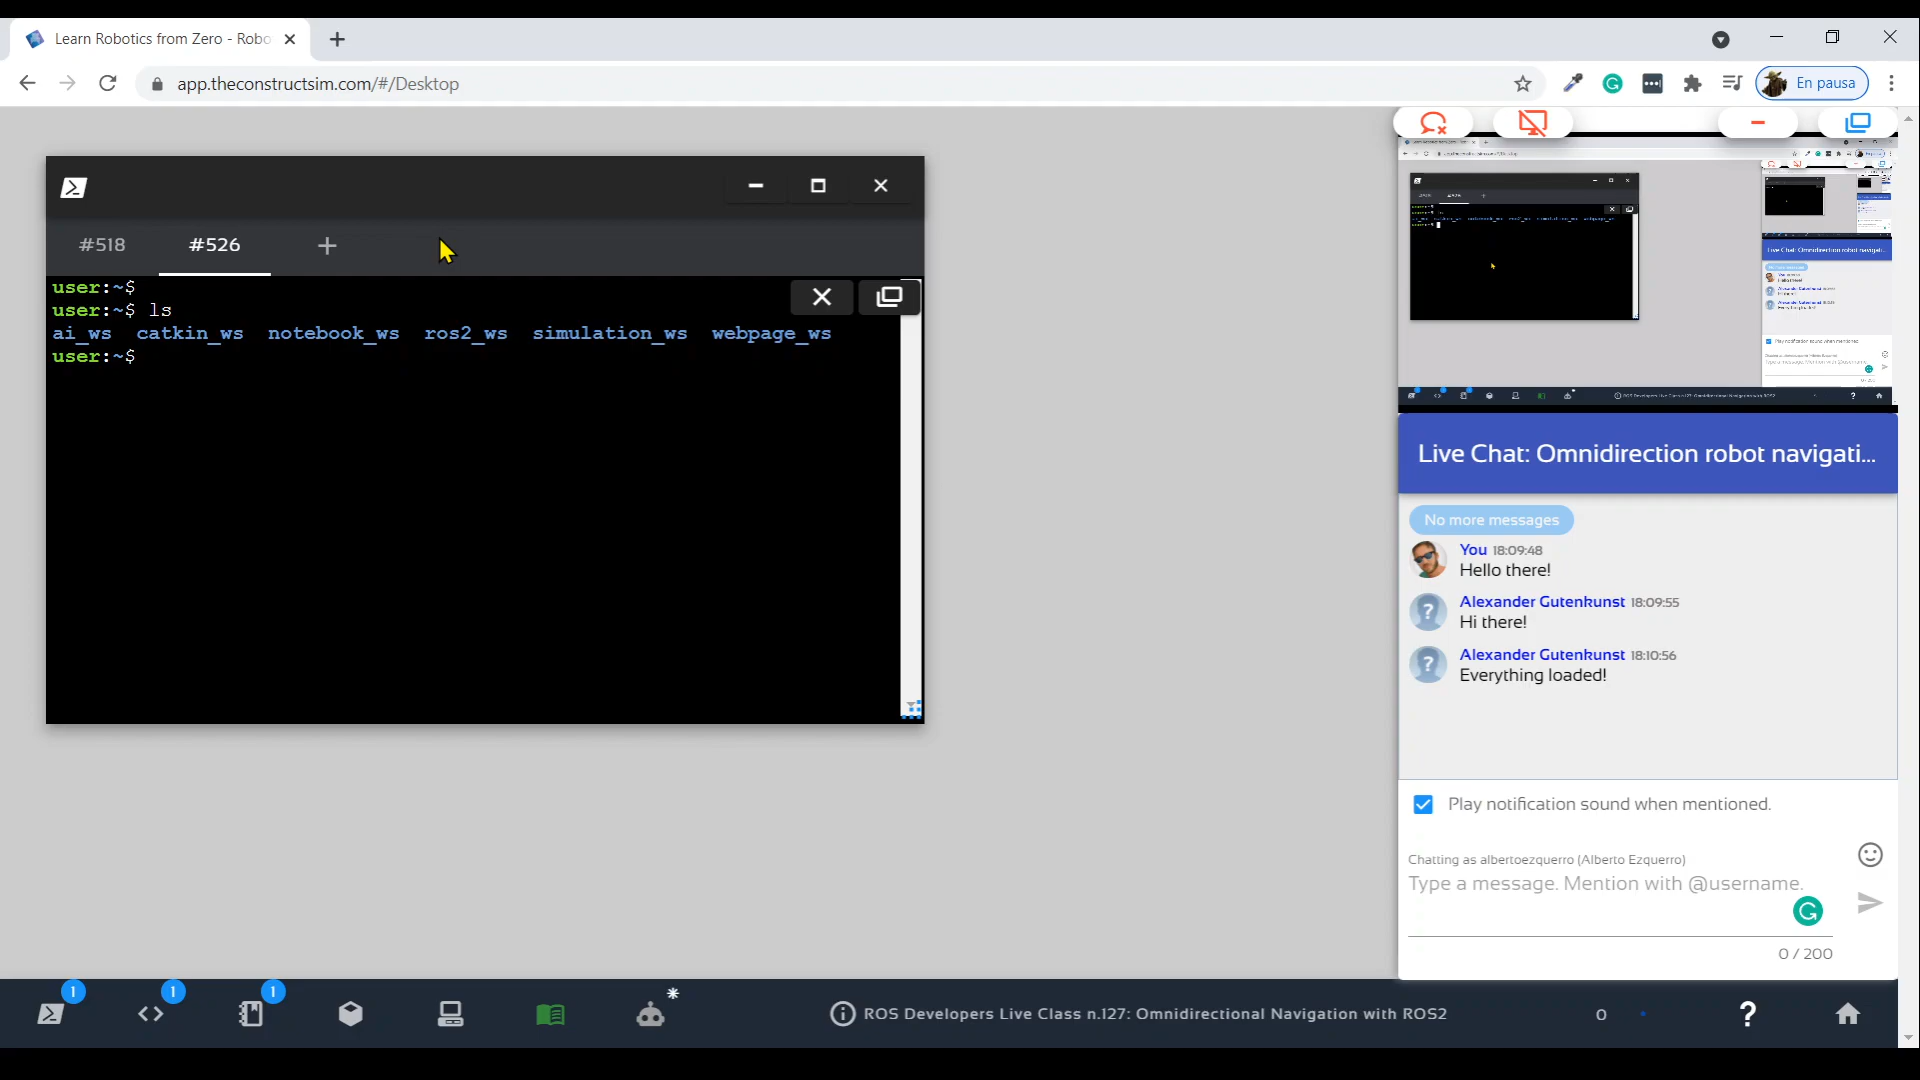 Learn Robotics from Zero - Robo
app.theconstructsim.com/#/Desktop
En pausa
#518 #526 +
user:~$
user:~$ ls
ai_ws catkin_ws notebook_ws ros2_ws simulation_ws webpage_ws
user:~$
Live Chat: Omnidirection robot navigati...
No more messages
You 18:09:48
Hello there!
Alexander Gutenkunst 18:09:55
Hi there!
Alexander Gutenkunst 18:10:56
Everything loaded!
Play notification sound when mentioned.
Chatting as albertoezquerro (Alberto Ezquerro)
Type a message. Mention with @username.
0 / 200
1 1 1
ROS Developers Live Class n.127: Omnidirectional Navigation with ROS2
0
?